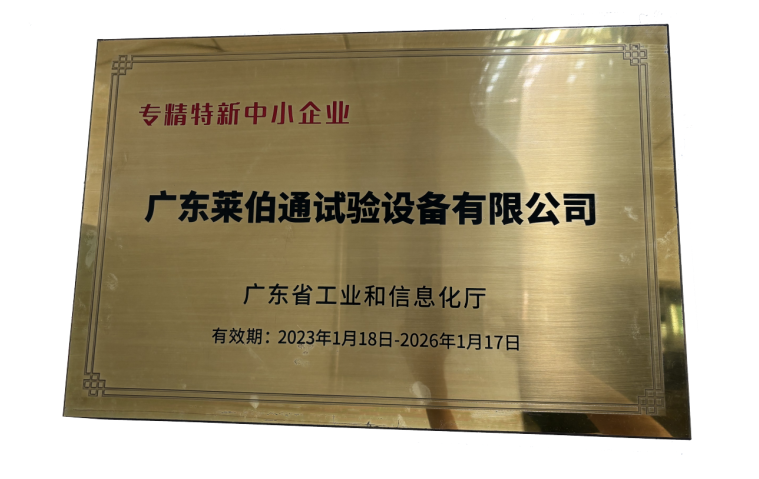 专精特新中小企业
广东莱伯通试验设备有限公司
广东省工业和信息化厅
有效期：2023年1月18日-2026年1月17日